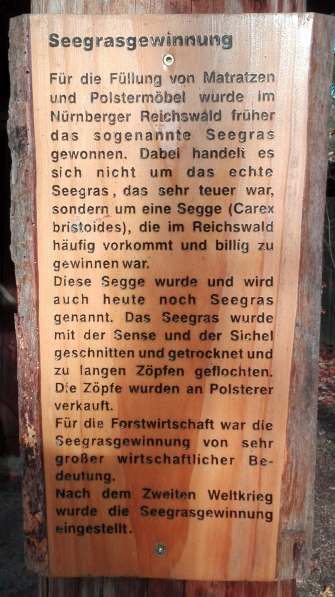 Seegrasgewinnung
Für die Füllung von Matratzen
und Polstermöbel wurde im
Nürnberger Reichswald früher
das sogenannte Seegras
gewonnen. Dabei handelt es
sich nicht um das echte
Seegras, das sehr teuer war,
sondern um eine Segge (Carex
bristoides), die im Reichswald
häufig vorkommt und billig zu
gewinnen war.
Diese Segge wurde und wird
auch heute noch Seegras
genannt. Das Seegras wurde
mit der Sense und der Sichel
geschnitten und getrocknet und
zu langen Zöpfen geflochten.
Die Zöpfe wurden an Polsterer
verkauft.
Für die Forstwirtschaft war die
Seegrasgewinnung von sehr
großer wirtschaftlicher Be-
deutung.
Nach dem Zweiten Weltkrieg
wurde die Seegrasgewinnung
eingestellt.